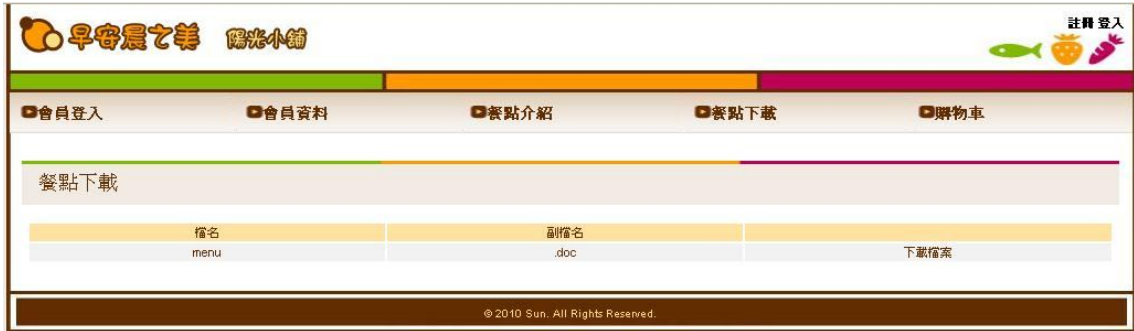 早安晨之美 陽光小舖
註冊 登入
會員登入 會員資料 餐點介紹 餐點下載 購物車
餐點下載
檔名 副檔名
menu .doc 下載檔案
© 2010 Sun. All Rights Reserved.